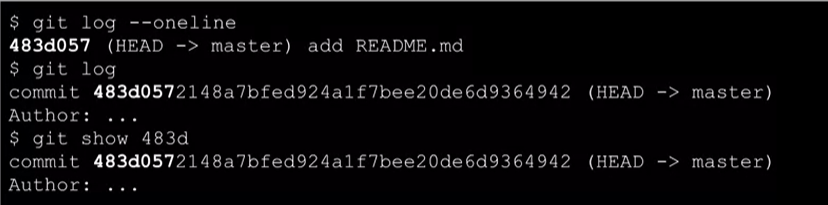 $ git log --oneline
483d057 (HEAD -> master) add README.md
$ git log
commit 483d0572148a7bfed924a1f7bee20de6d9364942 (HEAD -> master)
Author: ...
$ git show 483d
commit 483d0572148a7bfed924a1f7bee20de6d9364942 (HEAD -> master)
Author: ...